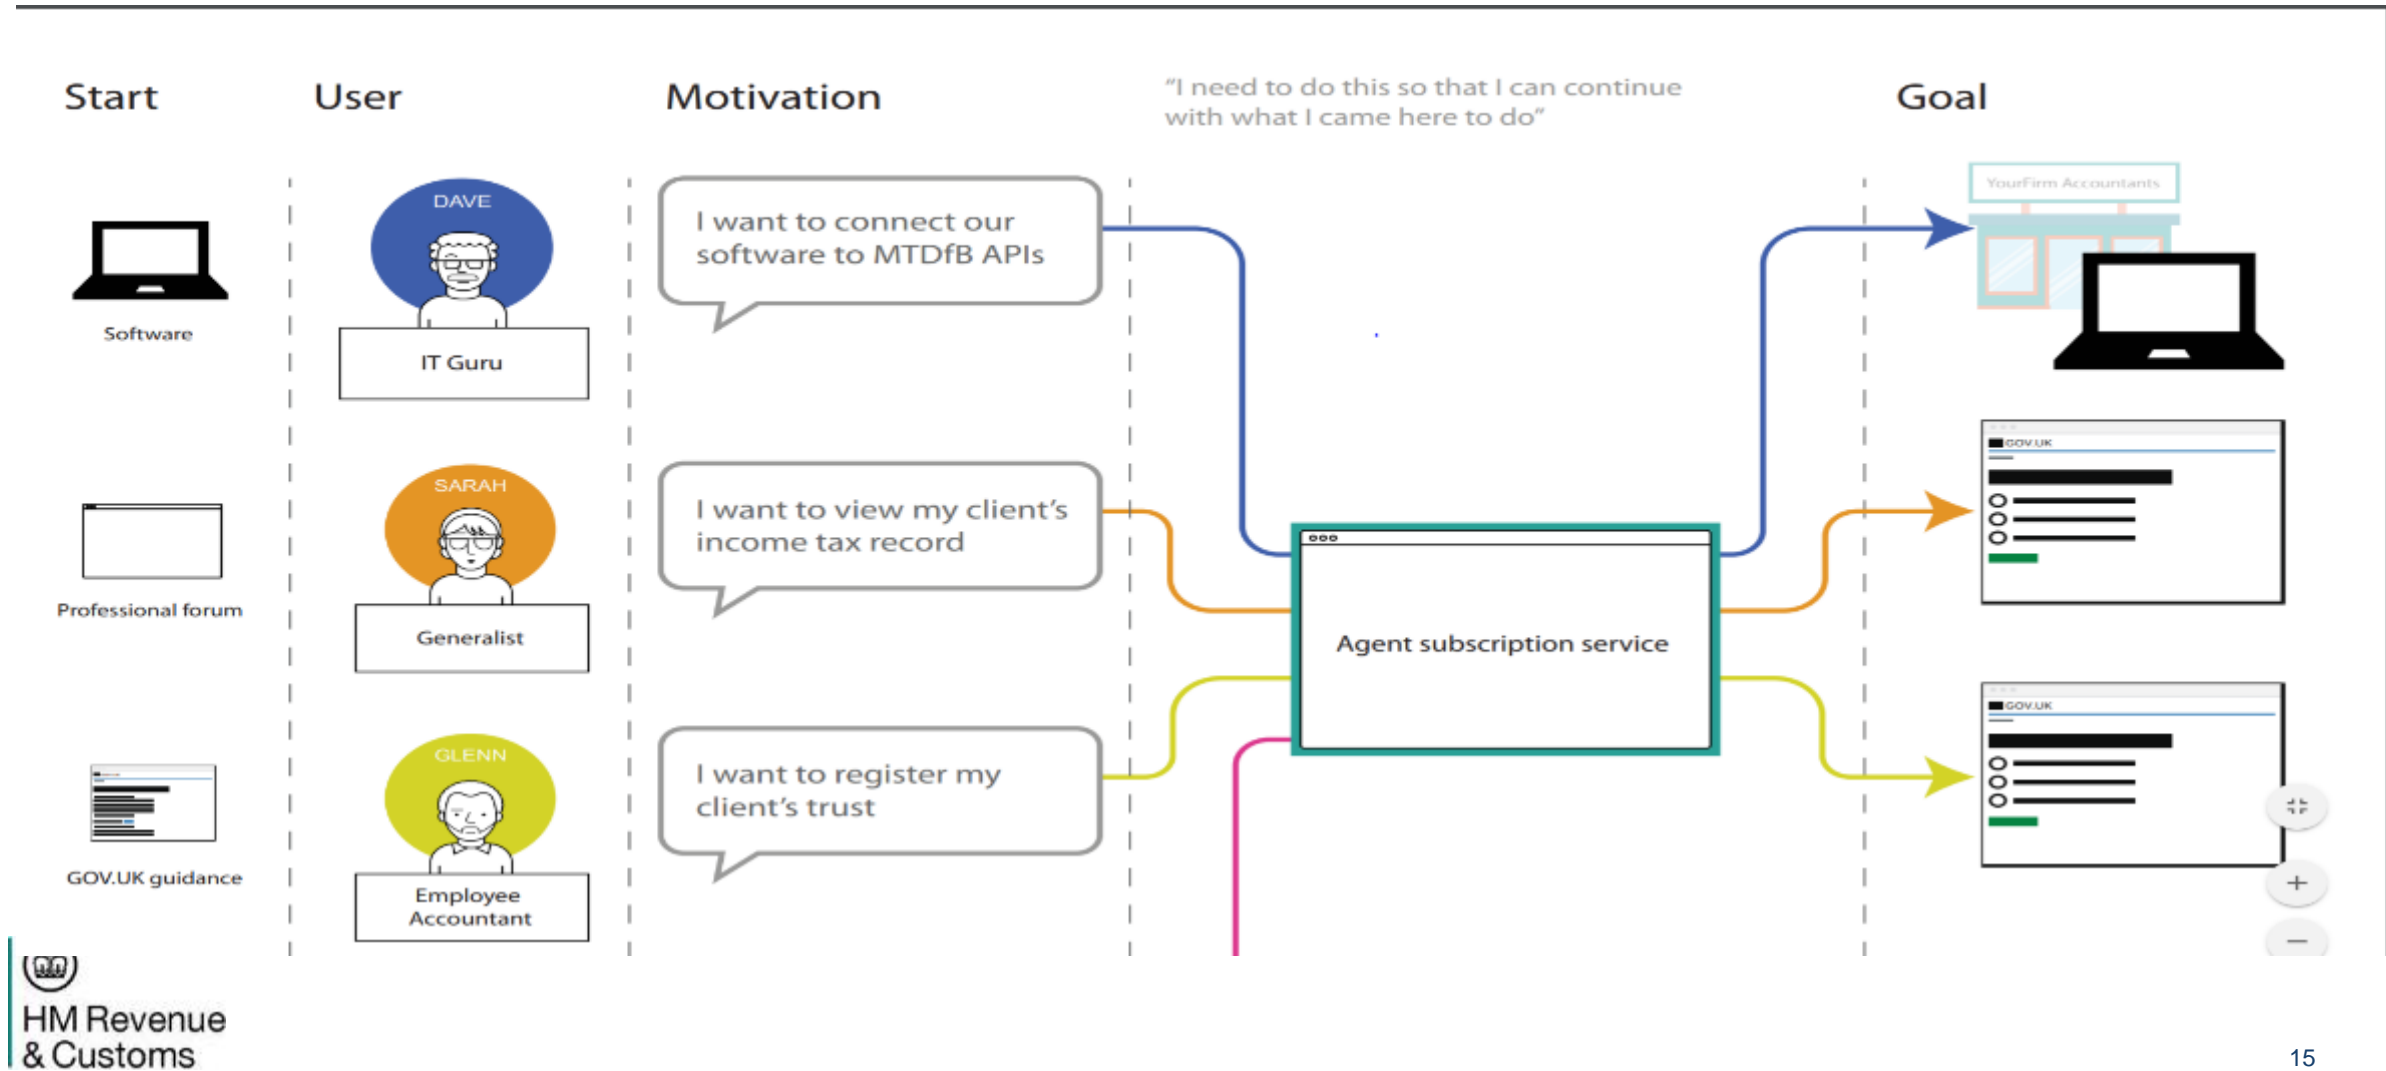 Start
User
Motivation
“I need to do this so that I can continue
with what I came here to do”
Goal
DAVE
IT Guru
Software
I want to connect our
software to MTDfB APIs
YourFirm Accountants
SARAH
Generalist
Professional forum
I want to view my client’s
income tax record
Agent subscription service
GOV.UK
GLENN
Employee
Accountant
GOV.UK guidance
I want to register my
client’s trust
GOV.UK
HM Revenue
& Customs
15